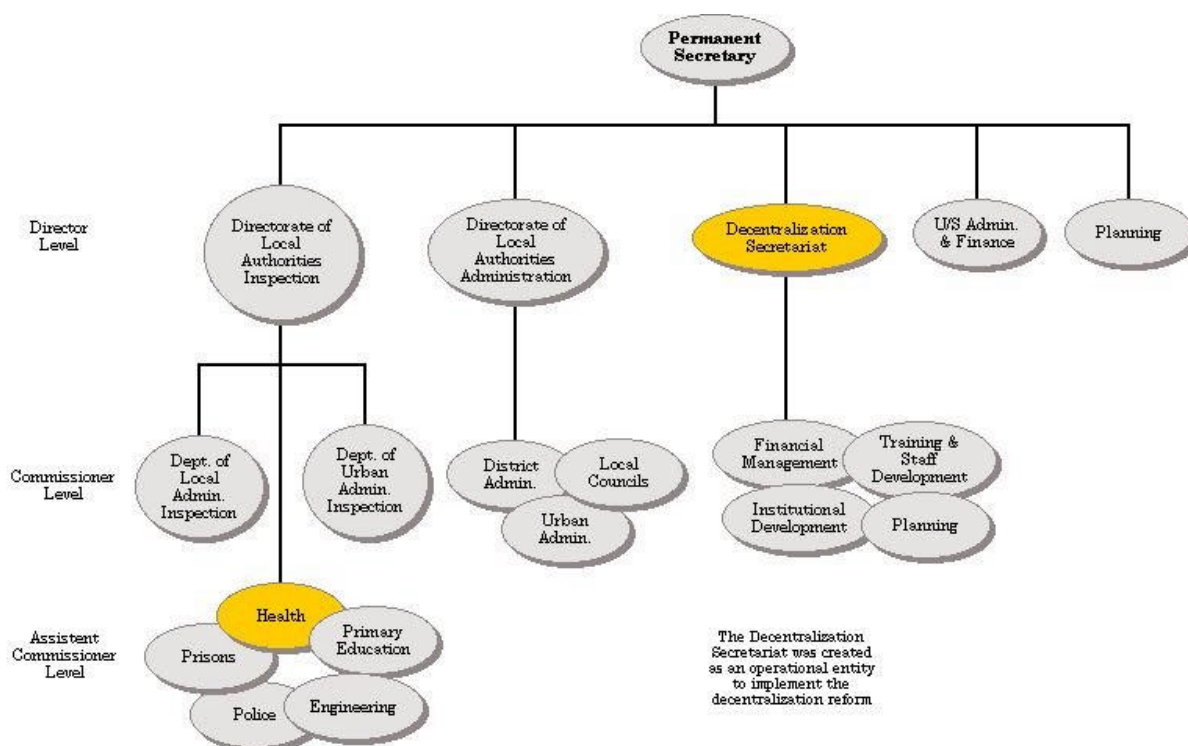 Permanent
Secretary
Director
Level
Directorate of
Local
Authorities
Inspection
Directorate of
Local
Authorities
Administration
Decentralization
Secretariat
U/S Admin.
& Finance
Planning
Commissioner
Level
Dept. of
Local
Admin.
Inspection
Dept. of
Urban
Admin.
Inspection
District
Admin.
Local
Councils
Urban
Admin.
Financial
Management
Training &
Staff
Development
Institutional
Development
Planning
Assistent
Commissioner
Level
Health
Primary
Education
Prisons
Police
Engineering
The Decentralization
Secretariat was created
as an operational entity
to implement the
decentralization reform